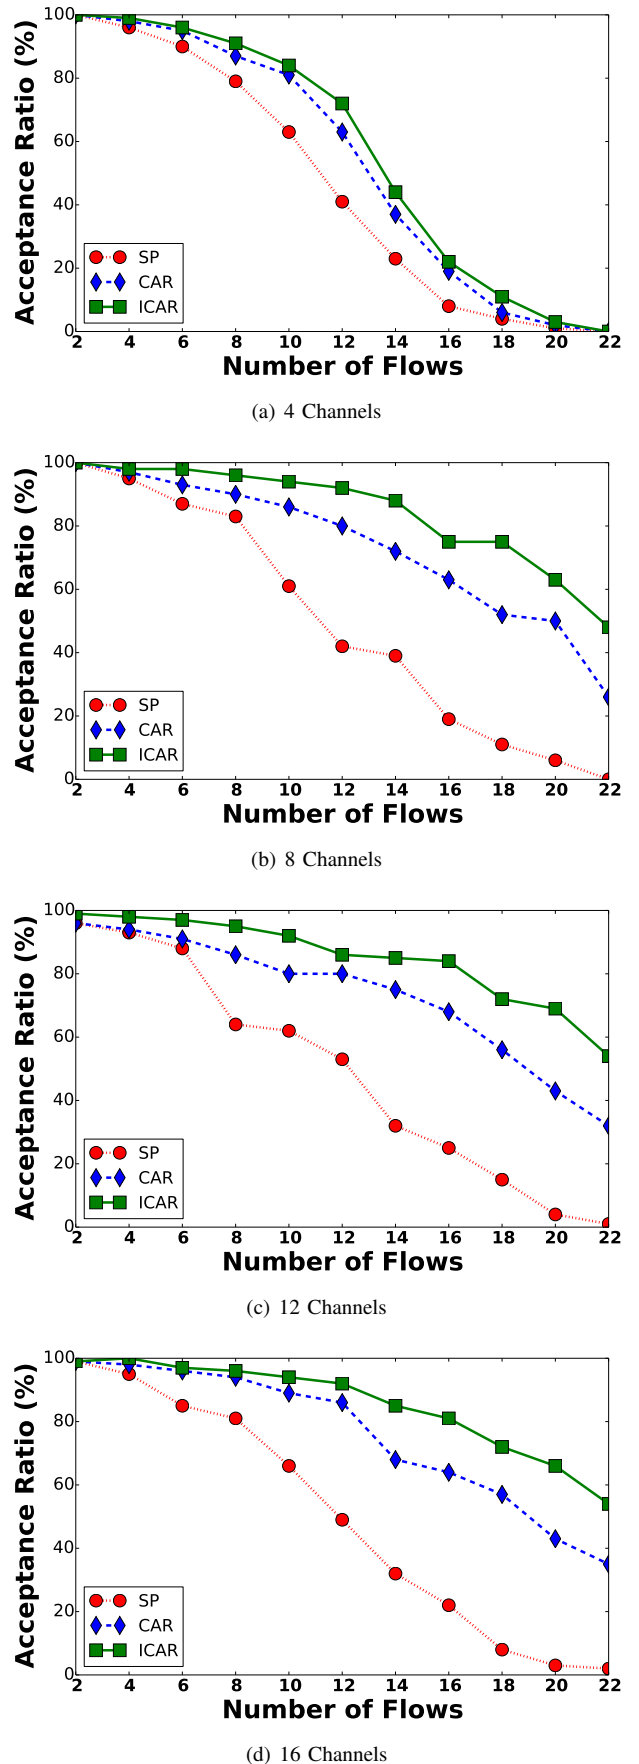 100
80
60
40
20
0
Acceptance Ratio (%)
SP
CAR
ICAR
2 4 6 8 10 12 14 16 18 20 22
Number of Flows
(a) 4 Channels
100
80
60
40
20
0
Acceptance Ratio (%)
SP
CAR
ICAR
2 4 6 8 10 12 14 16 18 20 22
Number of Flows
(b) 8 Channels
100
80
60
40
20
0
Acceptance Ratio (%)
SP
CAR
ICAR
2 4 6 8 10 12 14 16 18 20 22
Number of Flows
(c) 12 Channels
100
80
60
40
20
0
Acceptance Ratio (%)
SP
CAR
ICAR
2 4 6 8 10 12 14 16 18 20 22
Number of Flows
(d) 16 Channels